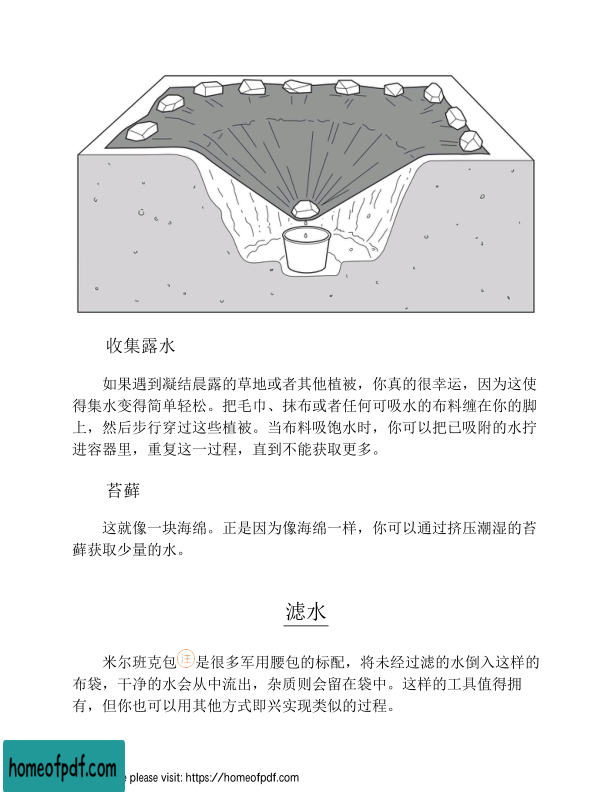 收集露水
如果遇到凝结晨露的草地或者其他植被，你真的很幸运，因为这使
得集水变得简单轻松。把毛巾、抹布或者任何可吸水的布料缠在你的脚
上，然后步行穿过这些植被。当布料吸饱水时，你可以把已吸附的水拧
进容器里，重复这一过程，直到不能获取更多。
苔藓
这就像一块海绵。正是因为像海绵一样，你可以通过挤压潮湿的苔
藓获取少量的水。
滤水
米尔班克包注是很多军用腰包的标配，将未经过滤的水倒入这样的
布袋，干净的水会从中流出，杂质则会留在袋中。这样的工具值得拥
有，但你也可以用其他方式即兴实现类似的过程。
homeofpdf.com
e please visit: https://homeofpdf.com